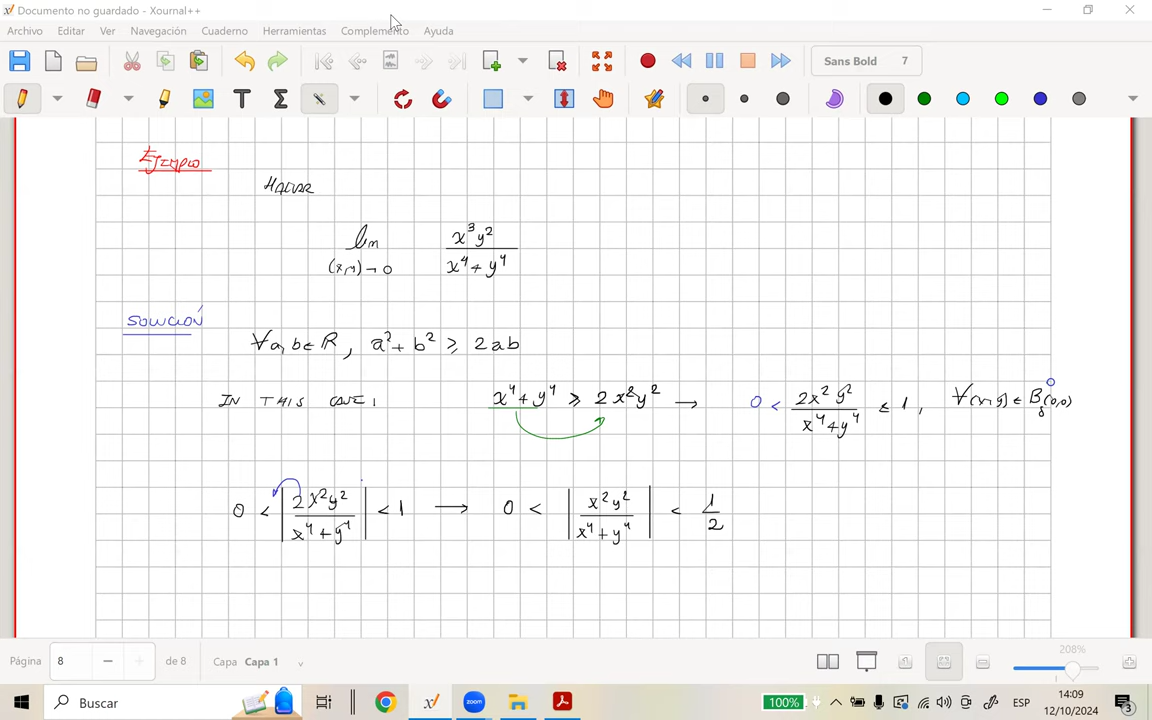 Documento no guardado - Xournal++
Archivo Editar Ver Navegación Cuaderno Herramientas Complemento Ayuda
Sans Bold 7
Ejemplo
Hallar
lim x³y²
(x,y)→0 x⁴+y⁴
Solución
∀a,b∈R, a²+b² ≥ 2ab
IN THIS CASE: x⁴+y⁴ ≥ 2x²y² → 0 < 2x²y² / x⁴+y⁴ ≤ 1, ∀(x,y)∈B°δ(0,0)
0 < |2x²y² / x⁴+y⁴| < 1 → 0 < |x²y² / x⁴+y⁴| < 1/2
Página 8 de 8 Capa Capa 1
208%
Buscar
100%
ESP
14:09
12/10/2024
3